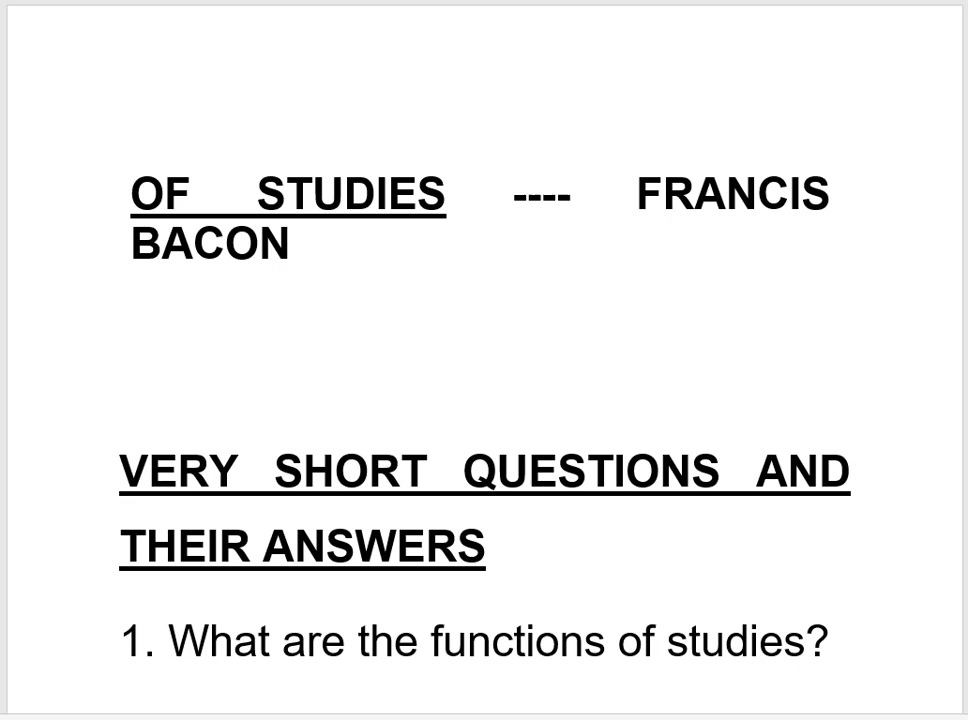 OF STUDIES ---- FRANCIS
BACON
VERY SHORT QUESTIONS AND
THEIR ANSWERS
1. What are the functions of studies?